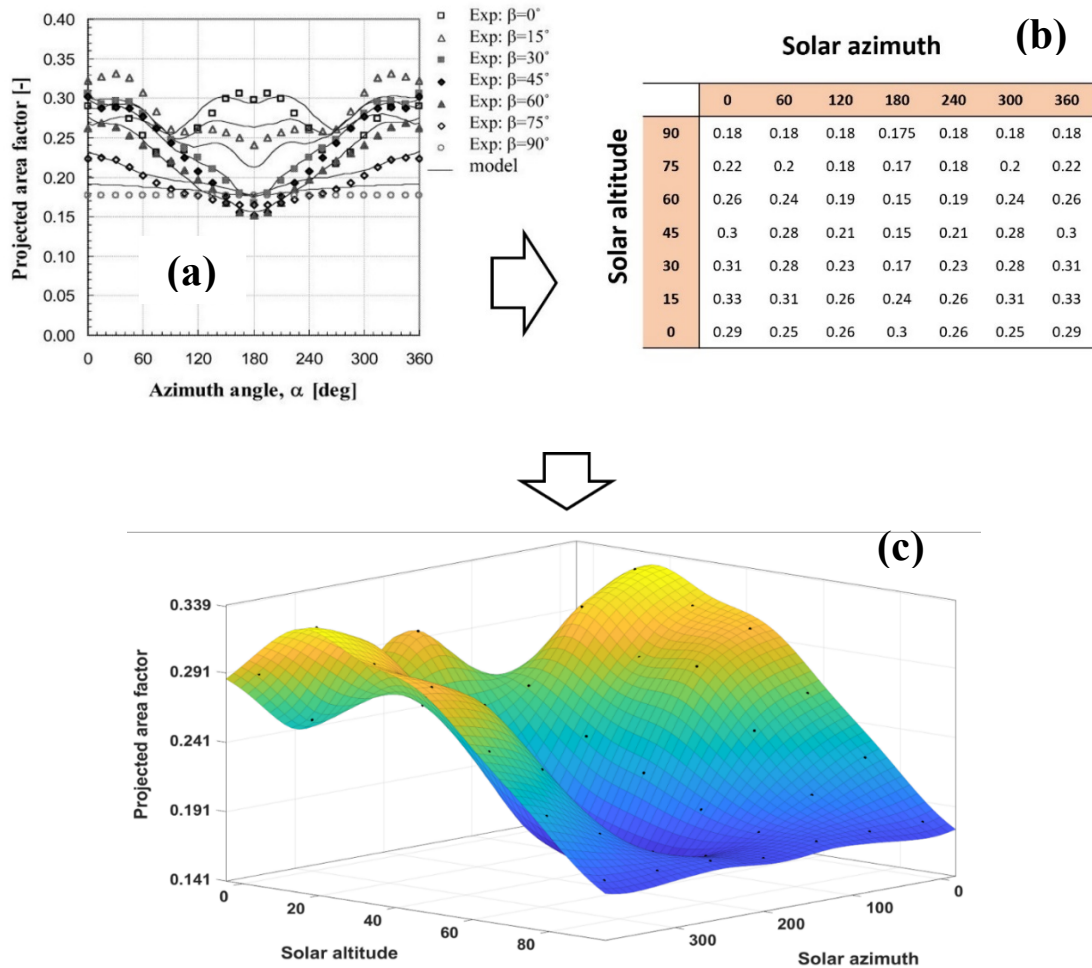 0.40
0.35
0.30
0.25
0.20
0.15
0.10
0.05
0.00
Projected area factor [-]
0 60 120 180 240 300 360
Azimuth angle, α [deg]
Exp: β=0˚
Exp: β=15˚
Exp: β=30˚
Exp: β=45˚
Exp: β=60˚
Exp: β=75˚
Exp: β=90˚
model
(a)
(b)
Solar azimuth
Solar altitude
0 60 120 180 240 300 360
90 0.18 0.18 0.18 0.175 0.18 0.18 0.18
75 0.22 0.2 0.18 0.17 0.18 0.2 0.22
60 0.26 0.24 0.19 0.15 0.19 0.24 0.26
45 0.3 0.28 0.21 0.15 0.21 0.28 0.3
30 0.31 0.28 0.23 0.17 0.23 0.28 0.31
15 0.33 0.31 0.26 0.24 0.26 0.31 0.33
0 0.29 0.25 0.26 0.3 0.26 0.25 0.29
(c)
0.339
0.291
0.241
0.191
0.141
Projected area factor
0 20 40 60 80
Solar altitude
300 200 100 0
Solar azimuth